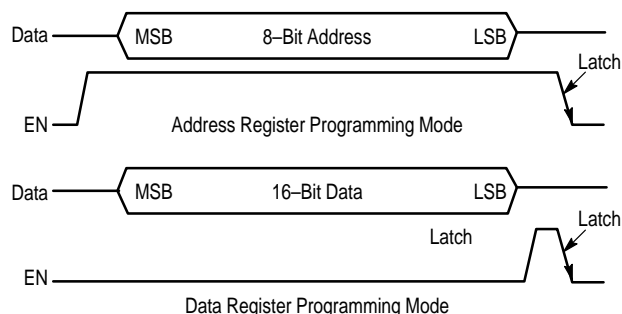 Data MSB 8–Bit Address LSB
Latch
EN Address Register Programming Mode
Data MSB 16–Bit Data LSB
Latch Latch
EN
Data Register Programming Mode